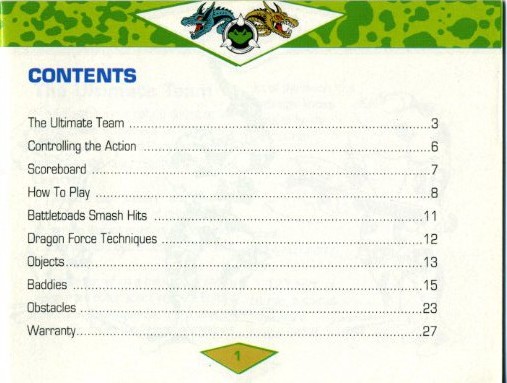 CONTENTS
The Ultimate Team ........................................................................3
Controlling the Action ....................................................................6
Scoreboard ...................................................................................7
How To Play ..................................................................................8
Battletoads Smash Hits ................................................................11
Dragon Force Techniques ..............................................................12
Objects.......................................................................................13
Baddies ......................................................................................15
Obstacles ....................................................................................23
Warranty.....................................................................................27
1